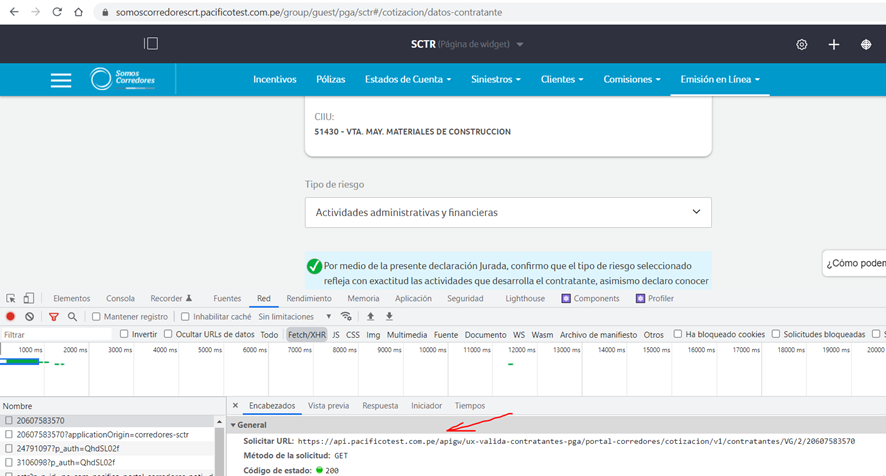 somoscorredorescrt.pacificotest.com.pe/group/guest/pga/sctr#/cotizacion/datos-contratante
SCTR (Página de widget)
Somos Corredores
Incentivos Pólizas Estados de Cuenta Siniestros Clientes Comisiones Emisión en Línea
CIIU:
51430 - VTA. MAY. MATERIALES DE CONSTRUCCION
Tipo de riesgo
Actividades administrativas y financieras
Por medio de la presente declaración Jurada, confirmo que el tipo de riesgo seleccionado
refleja con exactitud las actividades que desarrolla el contratante, asimismo declaro conocer
¿Cómo podem
Elementos Consola Recorder Fuentes Red Rendimiento Memoria Aplicación Seguridad Lighthouse Components Profiler
Mantener registro Inhabilitar caché Sin limitaciones
Filtrar Invertir Ocultar URLs de datos Todo Fetch/XHR JS CSS Img Multimedia Fuente Documento WS Wasm Archivo de manifiesto Otros Ha bloqueado cookies Solicitudes bloqueadas S
1000 ms 2000 ms 3000 ms 4000 ms 5000 ms 6000 ms 7000 ms 8000 ms 9000 ms 10000 ms 11000 ms 12000 ms 13000 ms 14000 ms 15000 ms 16000 ms 17000 ms 18000 ms 19000 ms 20000
Nombre
20607583570
20607583570?applicationOrigin=corredores-sctr
24791097?p_auth=QhdSL02f
31106098?p_auth=QhdSL02f
Encabezados Vista previa Respuesta Iniciador Tiempos
General
Solicitar URL: https://api.pacificotest.com.pe/apigw/ux-valida-contratantes-pga/portal-corredores/cotizacion/v1/contratantes/VG/2/20607583570
Método de la solicitud: GET
Código de estado: 200